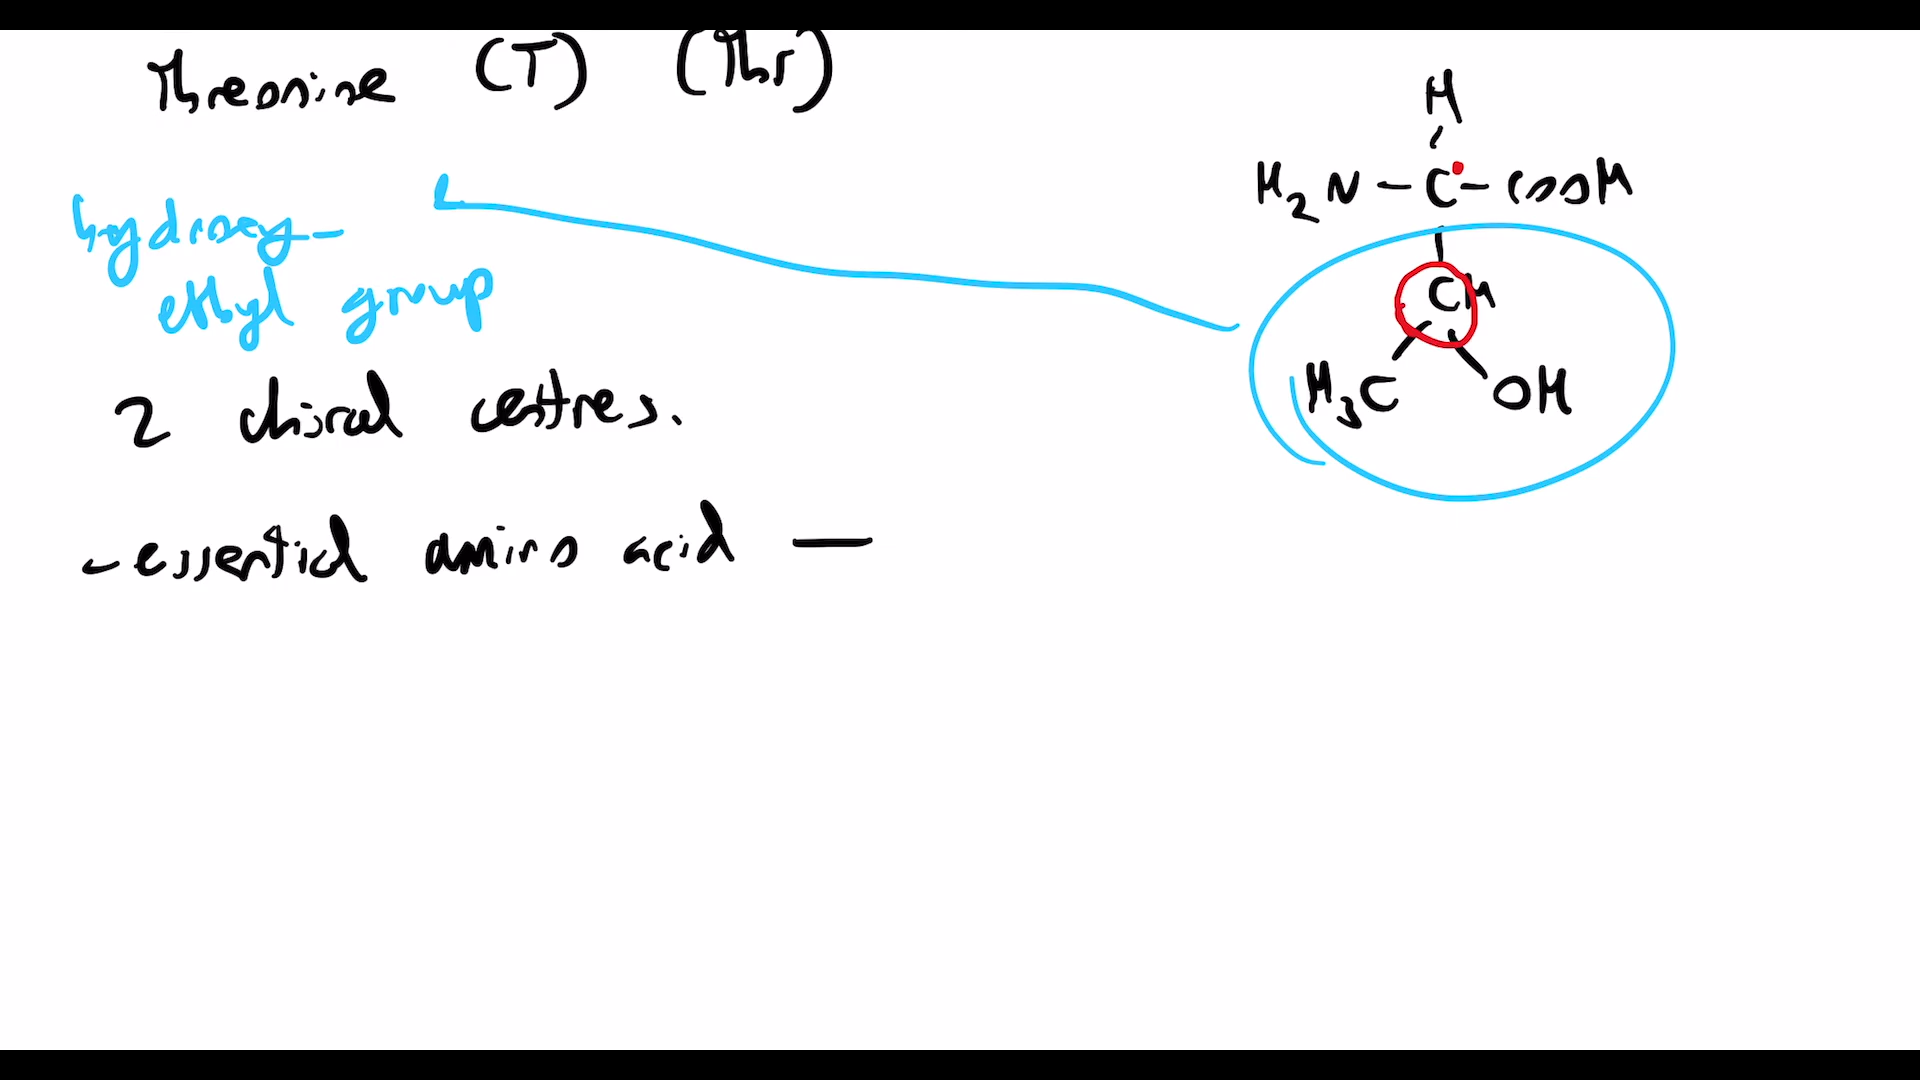 Threonine (T) (Thr)
hydroxy-
ethyl group
2 chiral centres.
- essential amino acid —
H
H₂N - C - COOH
CH
H₃C OH